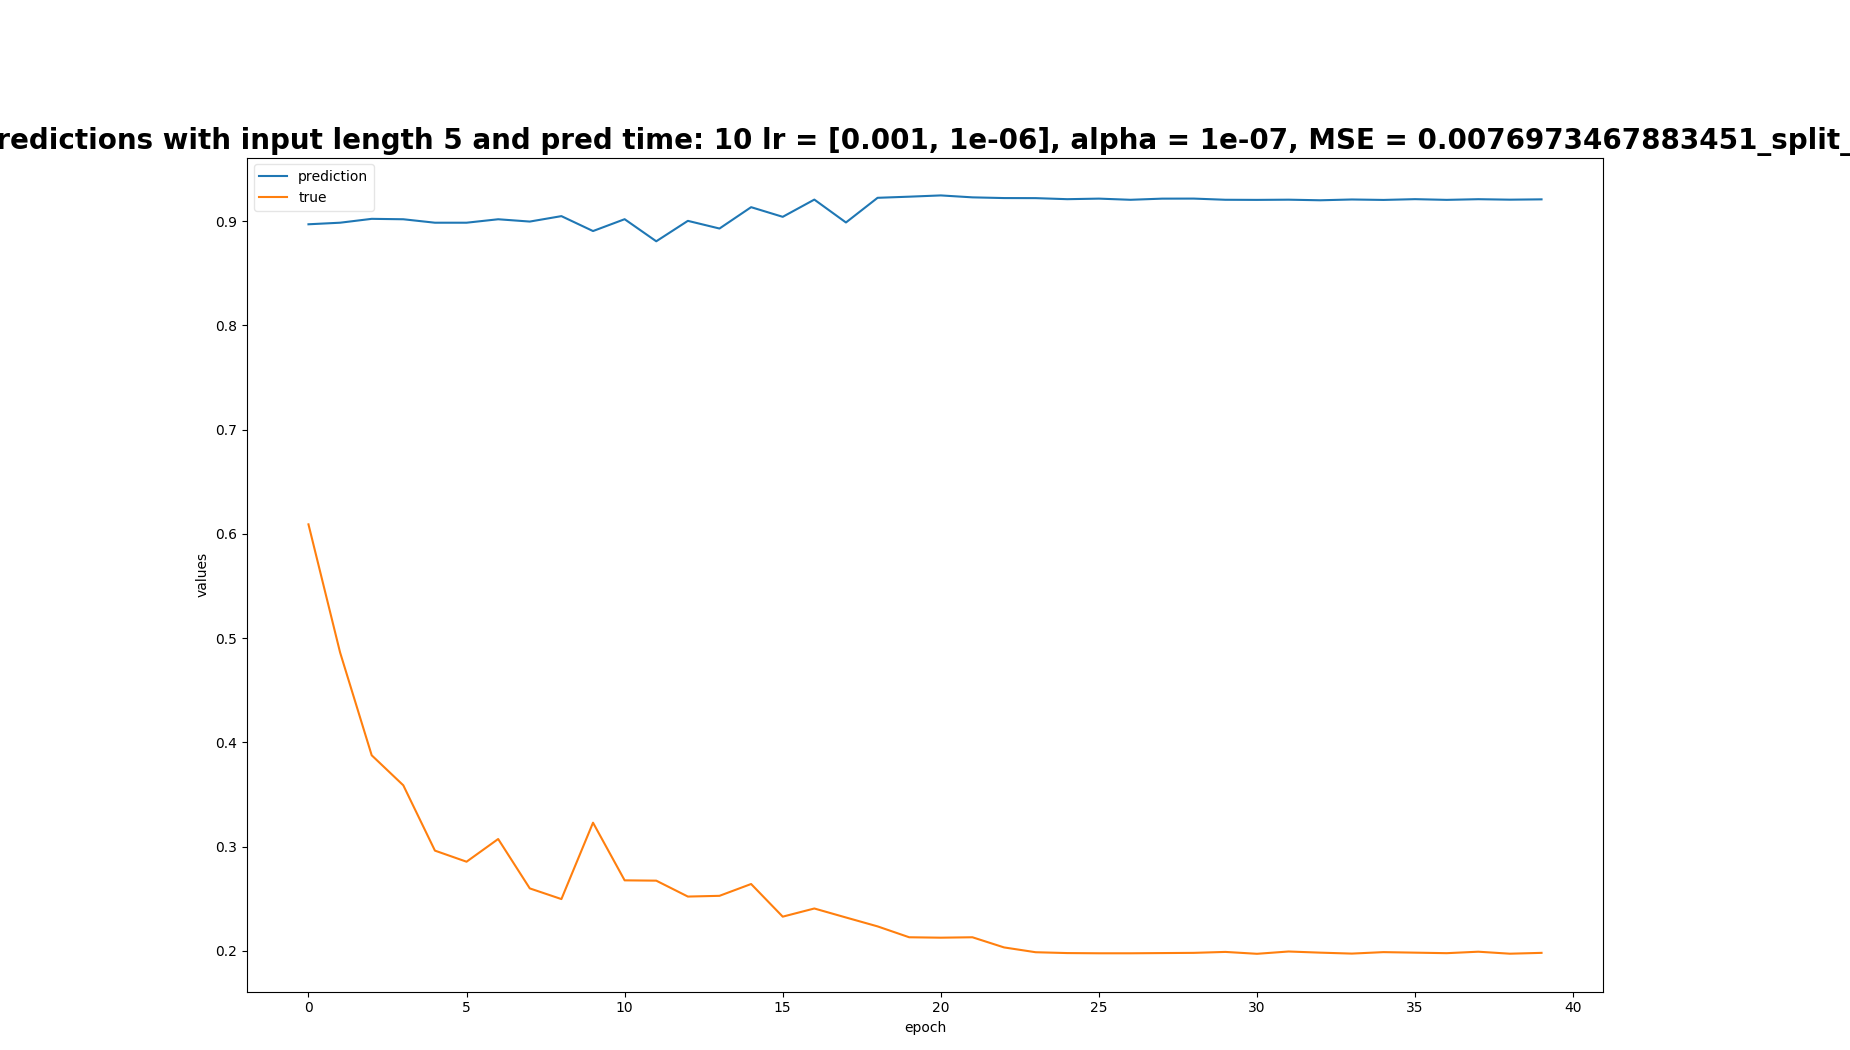 redictions with input length 5 and pred time: 10 lr = [0.001, 1e-06], alpha = 1e-07, MSE = 0.0076973467883451_split_
prediction
true
0.9
0.8
0.7
0.6
0.5
0.4
0.3
0.2
values
0 5 10 15 20 25 30 35 40
epoch